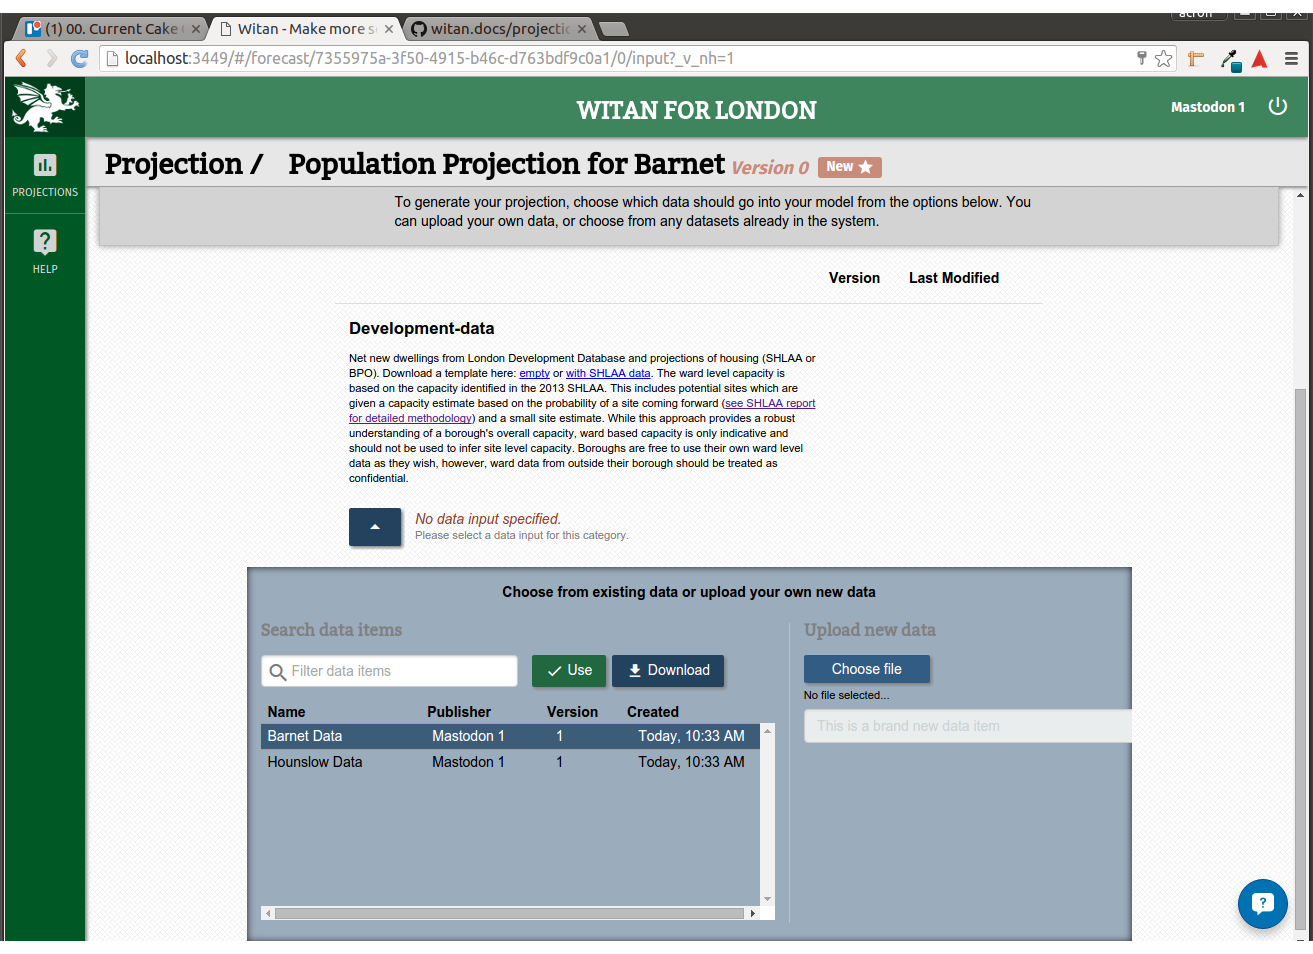 acron
(1) 00. Current Cake
Witan - Make more s
witan.docs/projectic
localhost:3449/#/forecast/7355975a-3f50-4915-b46c-d763bdf9c0a1/0/input?_v_nh=1
WITAN FOR LONDON
Mastodon 1
PROJECTIONS
HELP
Projection / Population Projection for Barnet Version 0 New
To generate your projection, choose which data should go into your model from the options below. You
can upload your own data, or choose from any datasets already in the system.
Version Last Modified
Development-data
Net new dwellings from London Development Database and projections of housing (SHLAA or
BPO). Download a template here: empty or with SHLAA data. The ward level capacity is
based on the capacity identified in the 2013 SHLAA. This includes potential sites which are
given a capacity estimate based on the probability of a site coming forward (see SHLAA report
for detailed methodology) and a small site estimate. While this approach provides a robust
understanding of a borough's overall capacity, ward based capacity is only indicative and
should not be used to infer site level capacity. Boroughs are free to use their own ward level
data as they wish, however, ward data from outside their borough should be treated as
confidential.
No data input specified.
Please select a data input for this category.
Choose from existing data or upload your own new data
Search data items
Filter data items
Use
Download
Name Publisher Version Created
Barnet Data Mastodon 1 1 Today, 10:33 AM
Hounslow Data Mastodon 1 1 Today, 10:33 AM
Upload new data
Choose file
No file selected...
This is a brand new data item